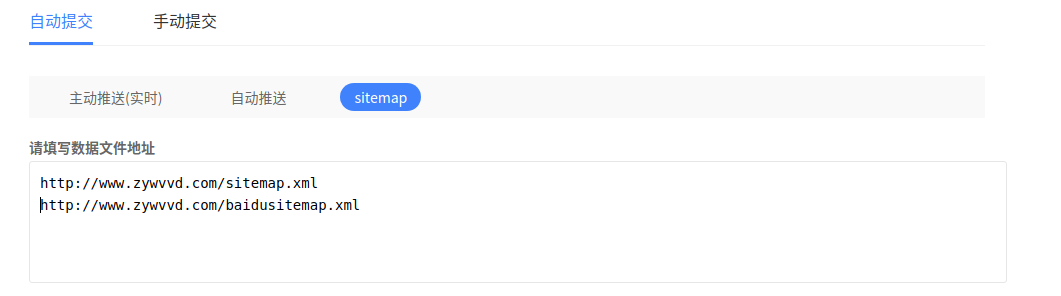 自动提交 手动提交
主动推送(实时) 自动推送 sitemap
请填写数据文件地址
http://www.zywvvd.com/sitemap.xml
http://www.zywvvd.com/baidusitemap.xml